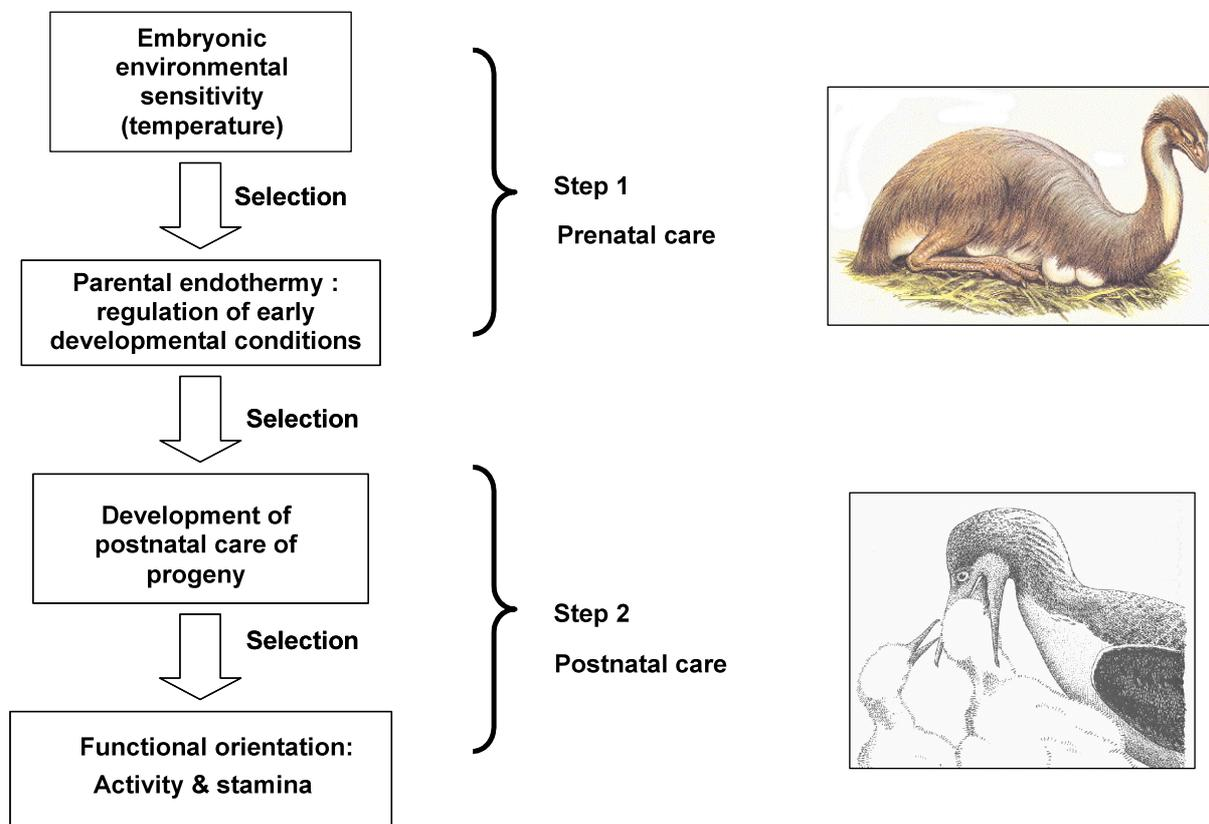 Embryonic
environmental
sensitivity
(temperature)
Selection
Step 1
Prenatal care
Parental endothermy :
regulation of early
developmental conditions
Selection
Development of
postnatal care of
progeny
Step 2
Selection
Postnatal care
Functional orientation:
Activity & stamina